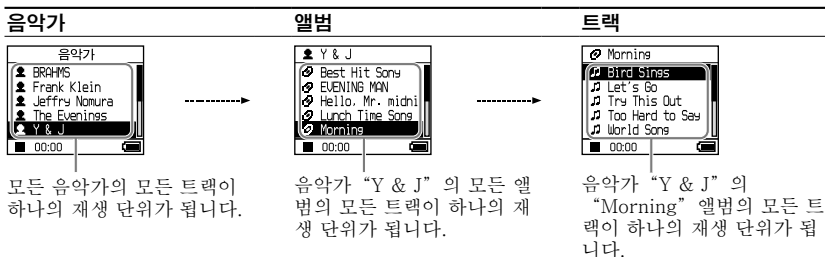 음악가
앨범
트랙
음악가
BRAHMS
Frank Klein
Jeffry Nomura
The Evenings
Y & J
00:00
Y & J
Best Hit Song
EVENING MAN
Hello, Mr. midni
Lunch Time Song
Morning
00:00
Morning
Bird Sings
Let's Go
Try This Out
Too Hard to Say
World Song
00:00
모든 음악가의 모든 트랙이
하나의 재생 단위가 됩니다.
음악가 “Y & J” 의 모든 앨
범의 모든 트랙이 하나의 재
생 단위가 됩니다.
음악가 “Y & J” 의
“Morning” 앨범의 모든 트
랙이 하나의 재생 단위가 됩
니다.